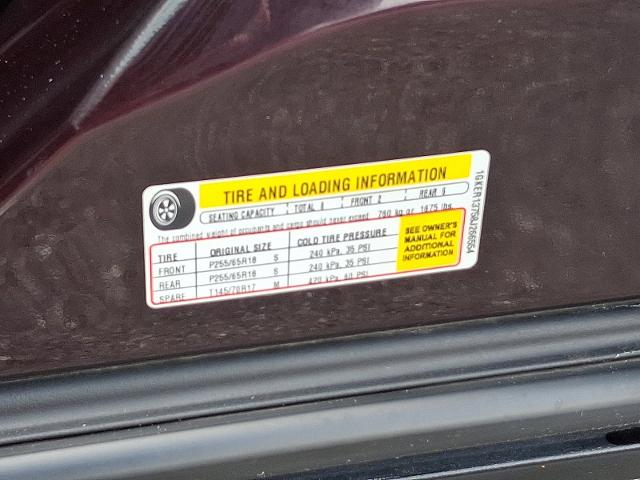 TIRE AND LOADING INFORMATION
SEATING CAPACITY TOTAL 8 FRONT 2 REAR 6
The combined weight of occupants and cargo should never exceed 760 kg or 1675 lbs.
TIRE ORIGINAL SIZE COLD TIRE PRESSURE
FRONT P255/65R18 S 240 kPa, 35 PSI
REAR P255/65R18 S 240 kPa, 35 PSI
SPARE T145/70R17 M 420 kPa, 60 PSI
SEE OWNER'S
MANUAL FOR
ADDITIONAL
INFORMATION